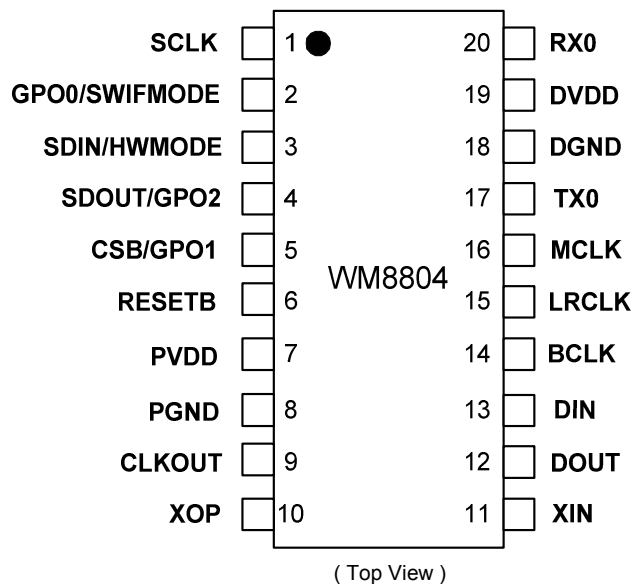 SCLK 1 20 RX0
GPO0/SWIFMODE 2 19 DVDD
SDIN/HWMODE 3 18 DGND
SDOUT/GPO2 4 17 TX0
CSB/GPO1 5 16 MCLK
WM8804
RESETB 6 15 LRCLK
PVDD 7 14 BCLK
PGND 8 13 DIN
CLKOUT 9 12 DOUT
XOP 10 11 XIN
( Top View )